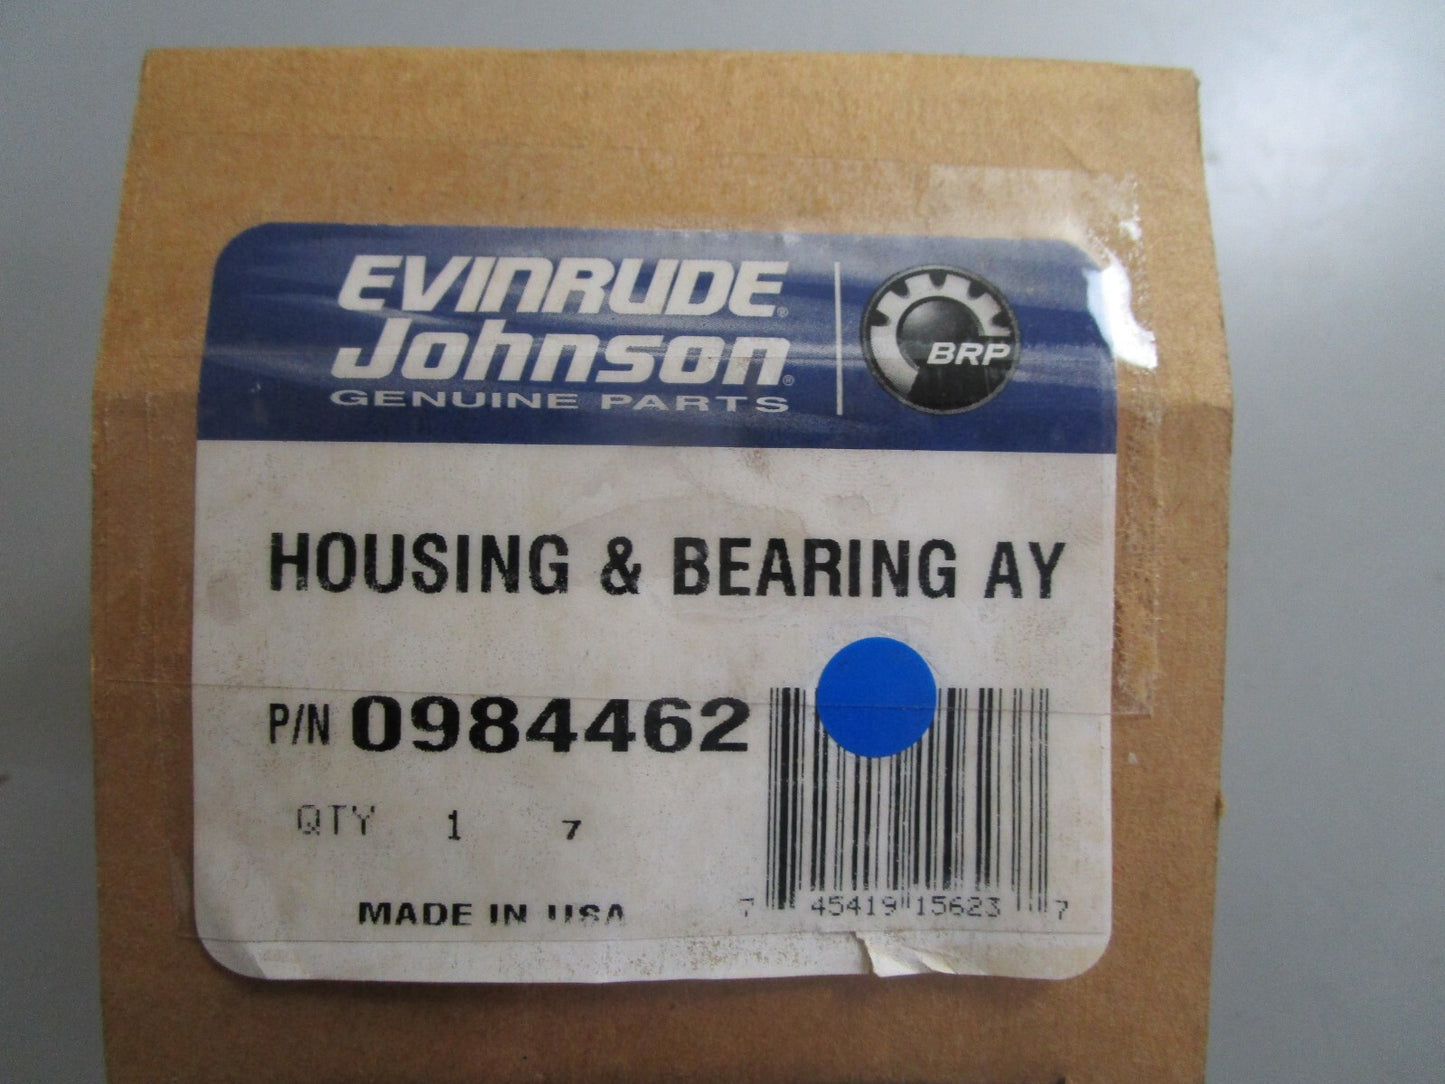 EVINRUDE®
Johnson®
GENUINE PARTS
BRP
HOUSING & BEARING AY
P/N 0984462
QTY 1 7
MADE IN USA
7 45419 15623 7